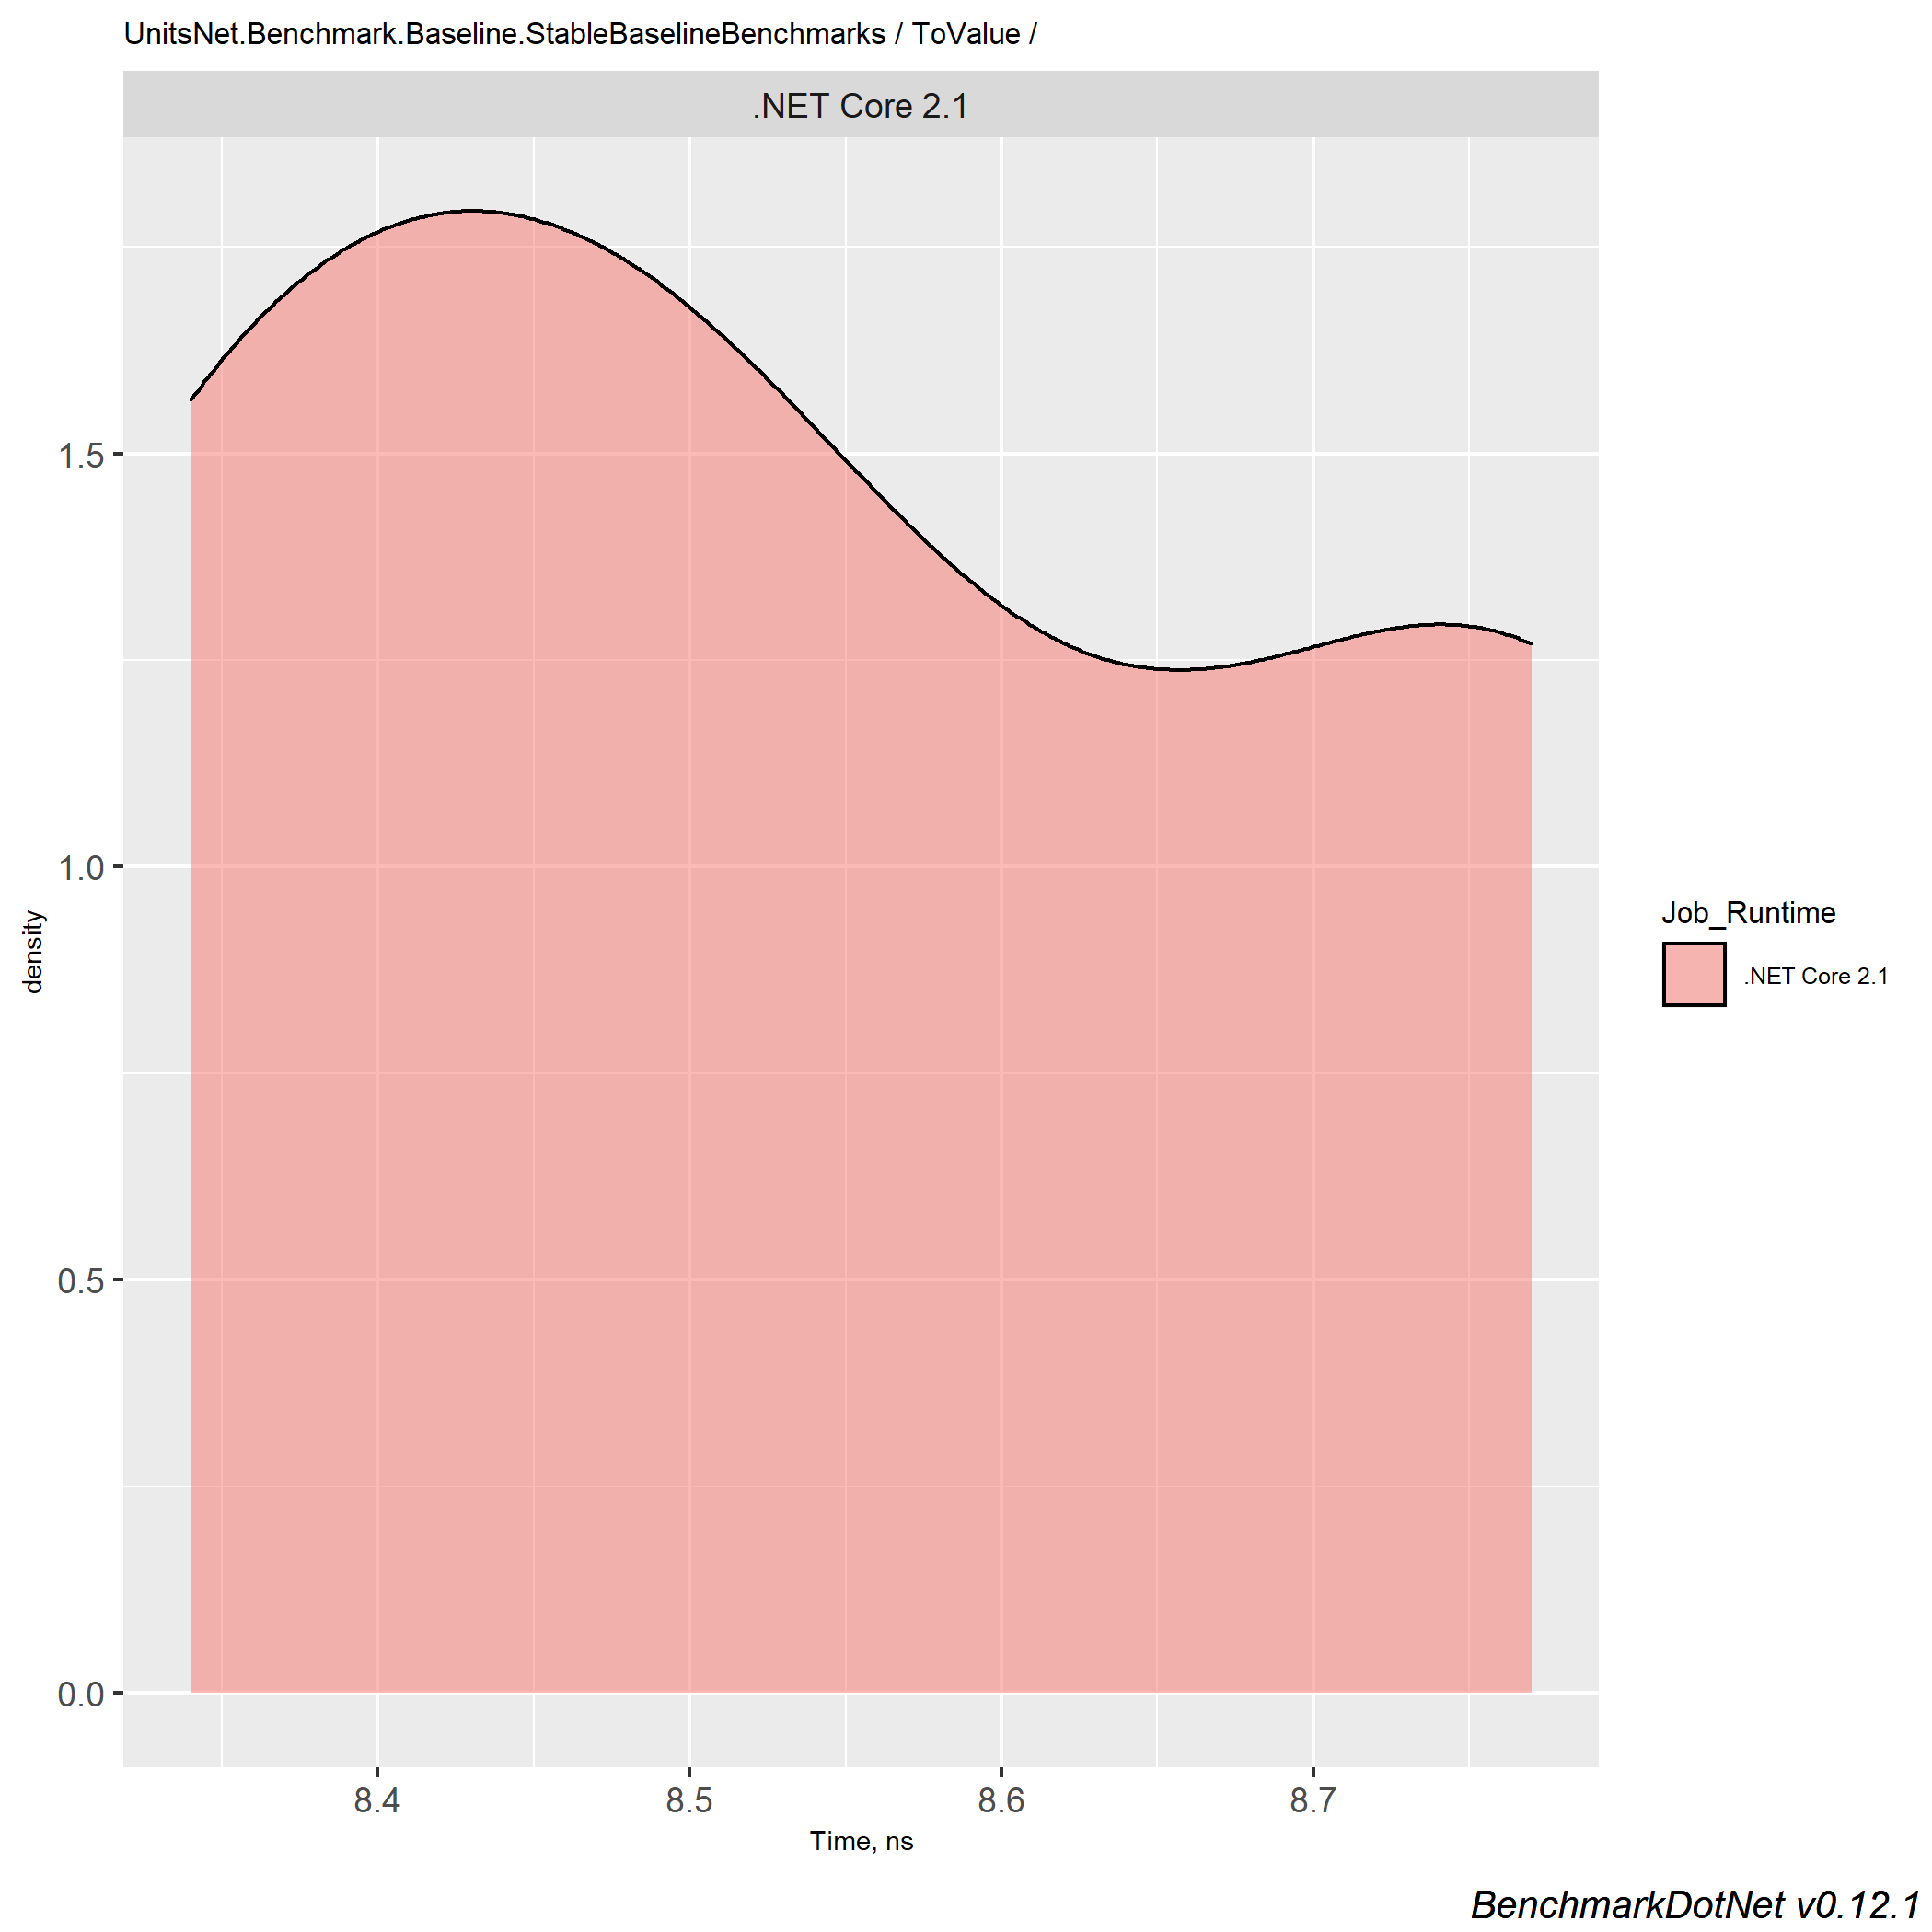 UnitsNet.Benchmark.Baseline.StableBaselineBenchmarks / ToValue /
.NET Core 2.1
1.5
1.0
0.5
0.0
density
8.4 8.5 8.6 8.7
Time, ns
Job_Runtime
.NET Core 2.1
BenchmarkDotNet v0.12.1